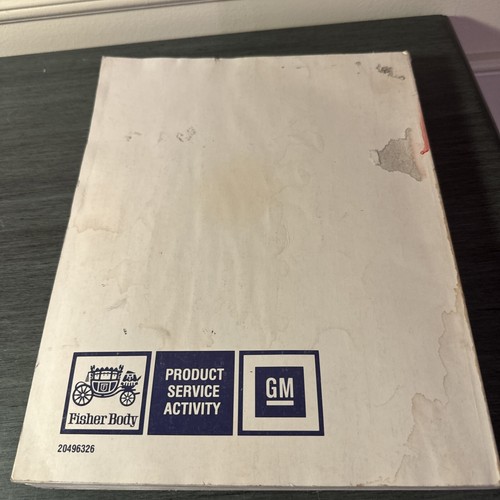 Fisher Body
PRODUCT
SERVICE
ACTIVITY
GM
20496326